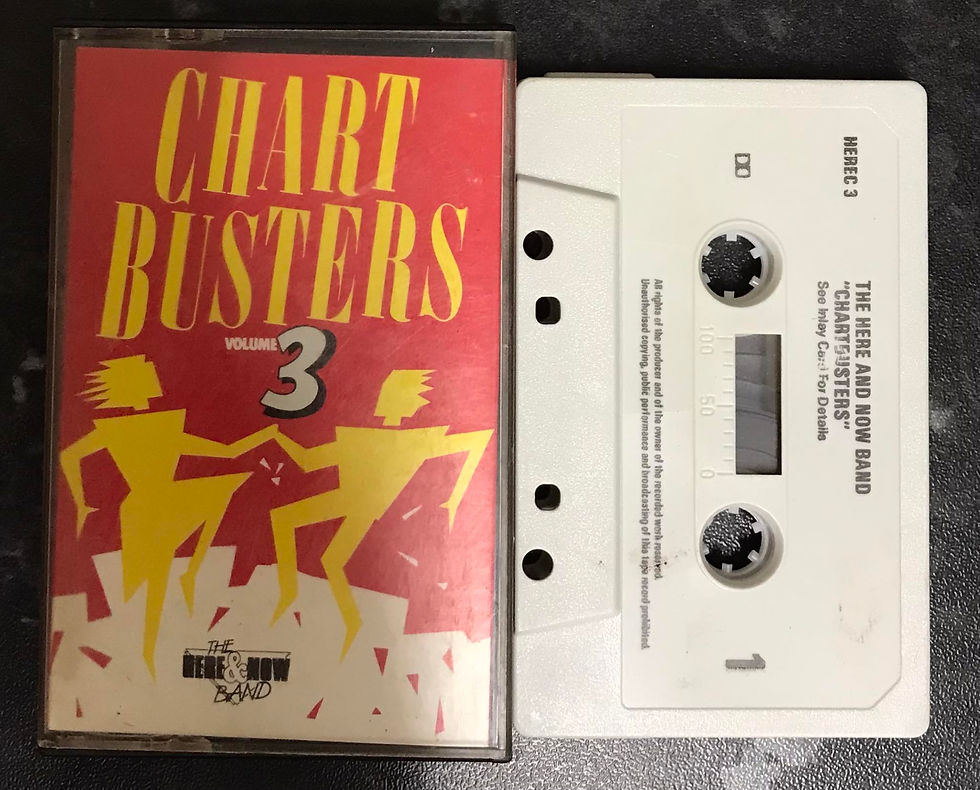 CHART
BUSTERS
VOLUME 3
THE
HERE & NOW
BAND
HEREC 3
THE HERE AND NOW BAND
"CHARTBUSTERS"
See Inlay Card For Details
100 50 0
All rights of the producer and of the owner of the recorded work reserved.
Unauthorised copying, public performance and broadcasting of this tape record prohibited.
1